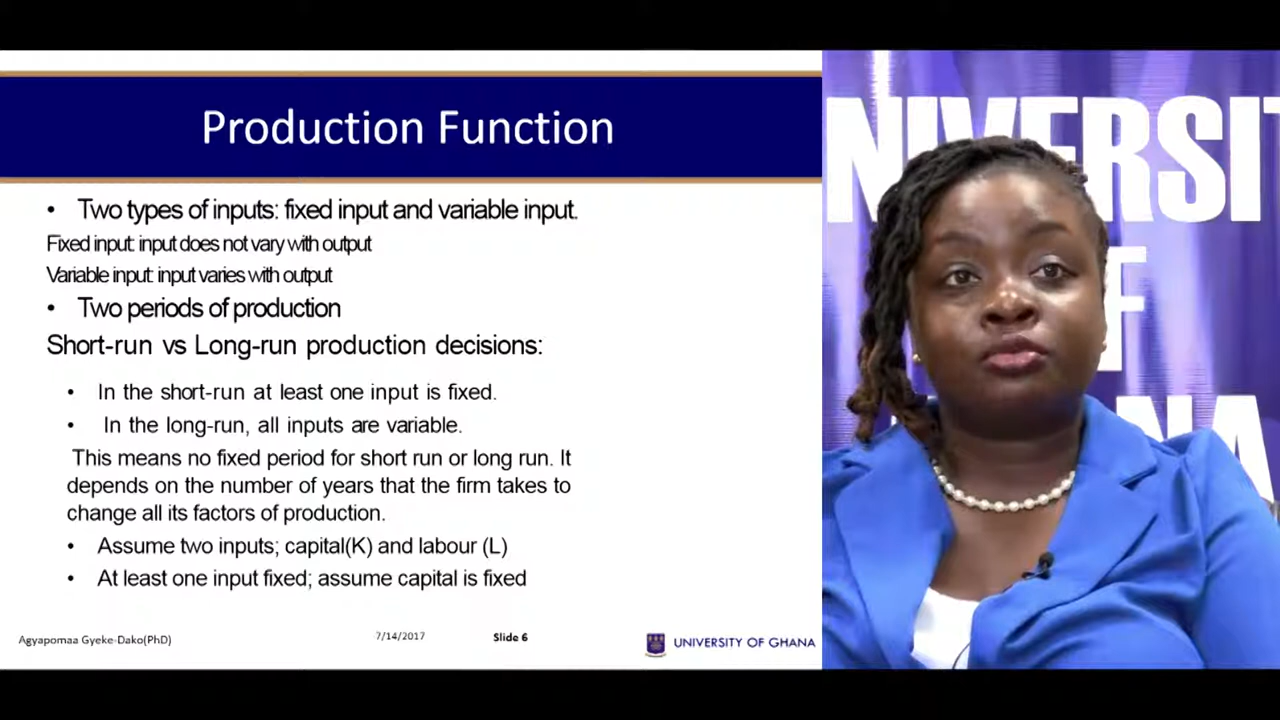 Production Function
• Two types of inputs: fixed input and variable input.
Fixed input: input does not vary with output
Variable input: input varies with output
• Two periods of production
Short-run vs Long-run production decisions:
• In the short-run at least one input is fixed.
• In the long-run, all inputs are variable.
This means no fixed period for short run or long run. It
depends on the number of years that the firm takes to
change all its factors of production.
• Assume two inputs; capital(K) and labour (L)
• At least one input fixed; assume capital is fixed
Agyapomaa Gyeke-Dako(PhD)
7/14/2017
Slide 6
UNIVERSITY OF GHANA
NIVERSIT
F
NA